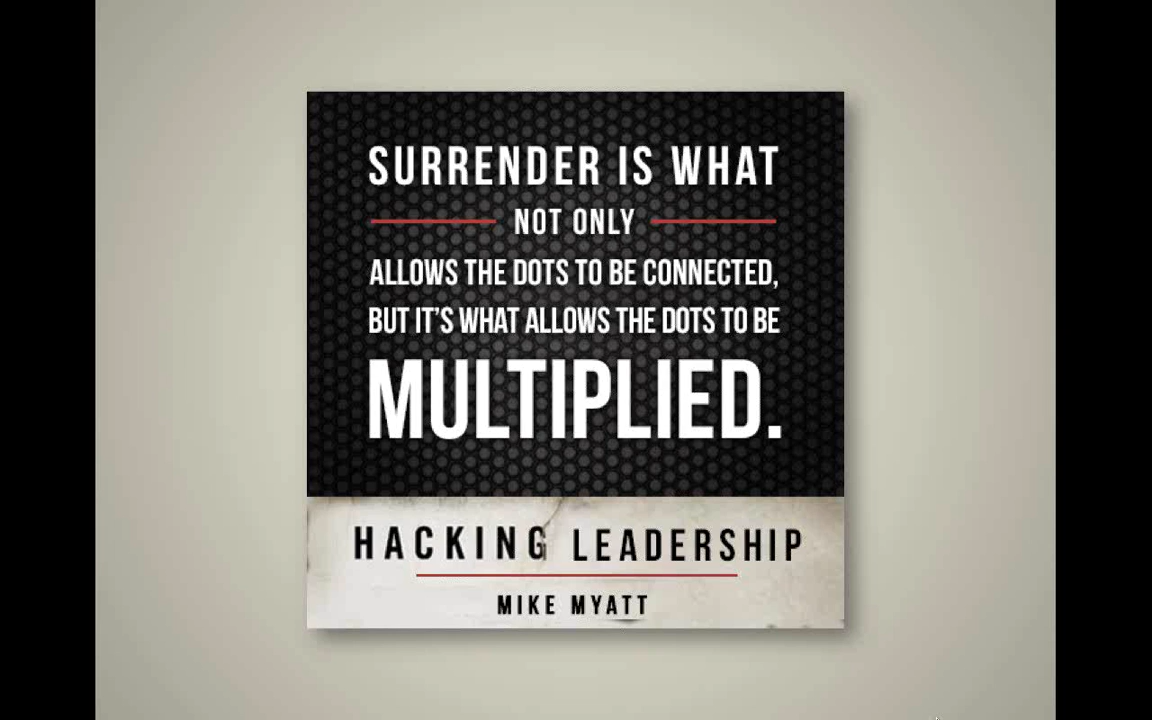 SURRENDER IS WHAT
NOT ONLY
ALLOWS THE DOTS TO BE CONNECTED,
BUT IT'S WHAT ALLOWS THE DOTS TO BE
MULTIPLIED.
HACKING LEADERSHIP
MIKE MYATT